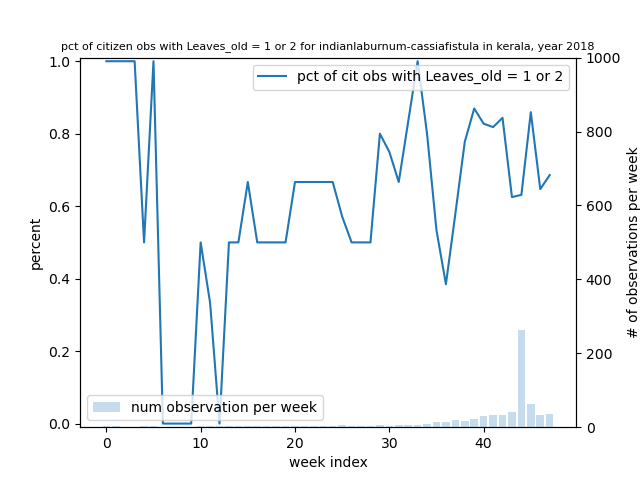 pct of citizen obs with Leaves_old = 1 or 2 for indianlaburnum-cassiafistula in kerala, year 2018
pct of cit obs with Leaves_old = 1 or 2
num observation per week
percent
1.0
0.8
0.6
0.4
0.2
0.0
0
10
20
30
40
week index
1000
800
600
400
200
0
# of observations per week